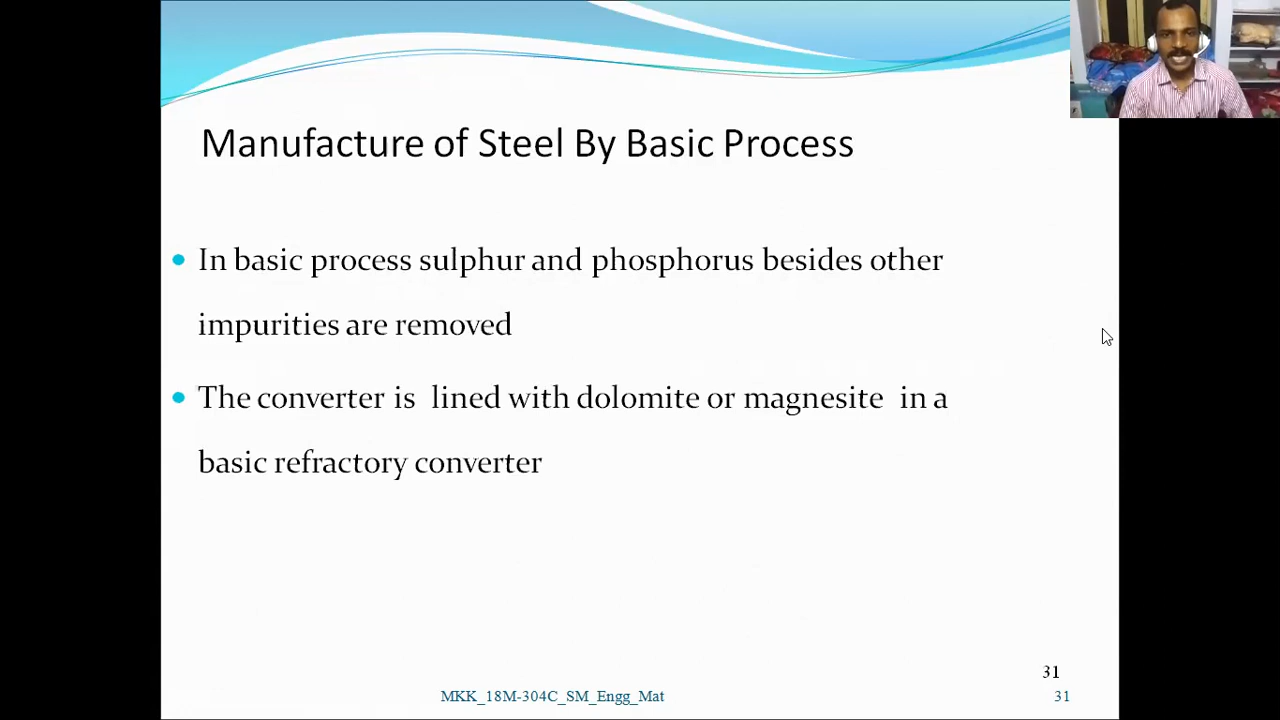 Manufacture of Steel By Basic Process
In basic process sulphur and phosphorus besides other
impurities are removed
The converter is lined with dolomite or magnesite in a
basic refractory converter
31
MKK_18M-304C_SM_Engg_Mat 31